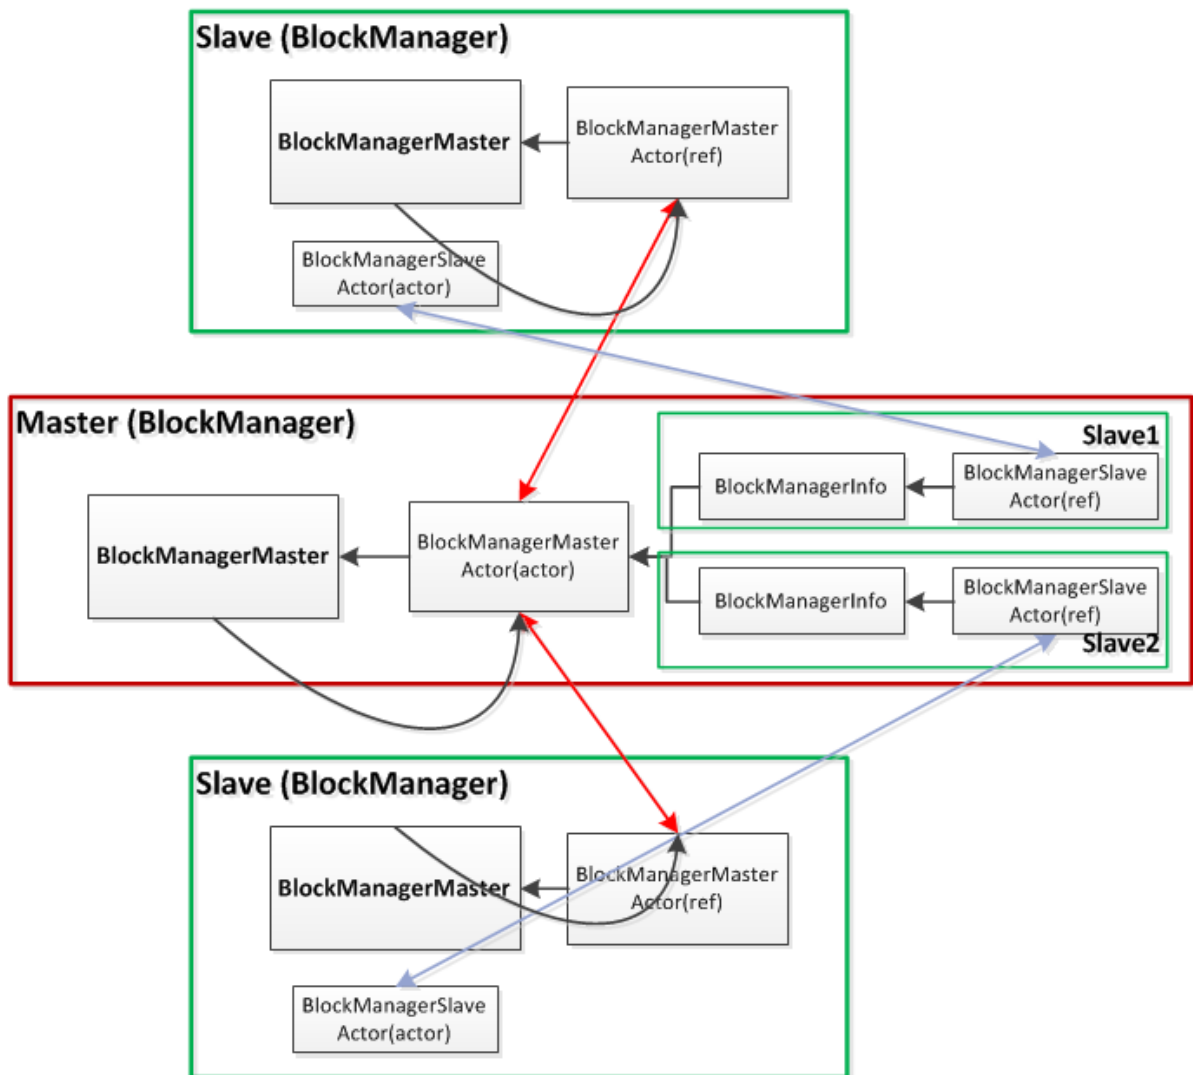 Slave (BlockManager)
BlockManagerMaster
BlockManagerMaster
Actor(ref)
BlockManagerSlave
Actor(actor)
Master (BlockManager)
BlockManagerMaster
BlockManagerMaster
Actor(actor)
Slave1
BlockManagerInfo
BlockManagerSlave
Actor(ref)
BlockManagerInfo
BlockManagerSlave
Actor(ref)
Slave2
Slave (BlockManager)
BlockManagerMaster
BlockManagerMaster
Actor(ref)
BlockManagerSlave
Actor(actor)